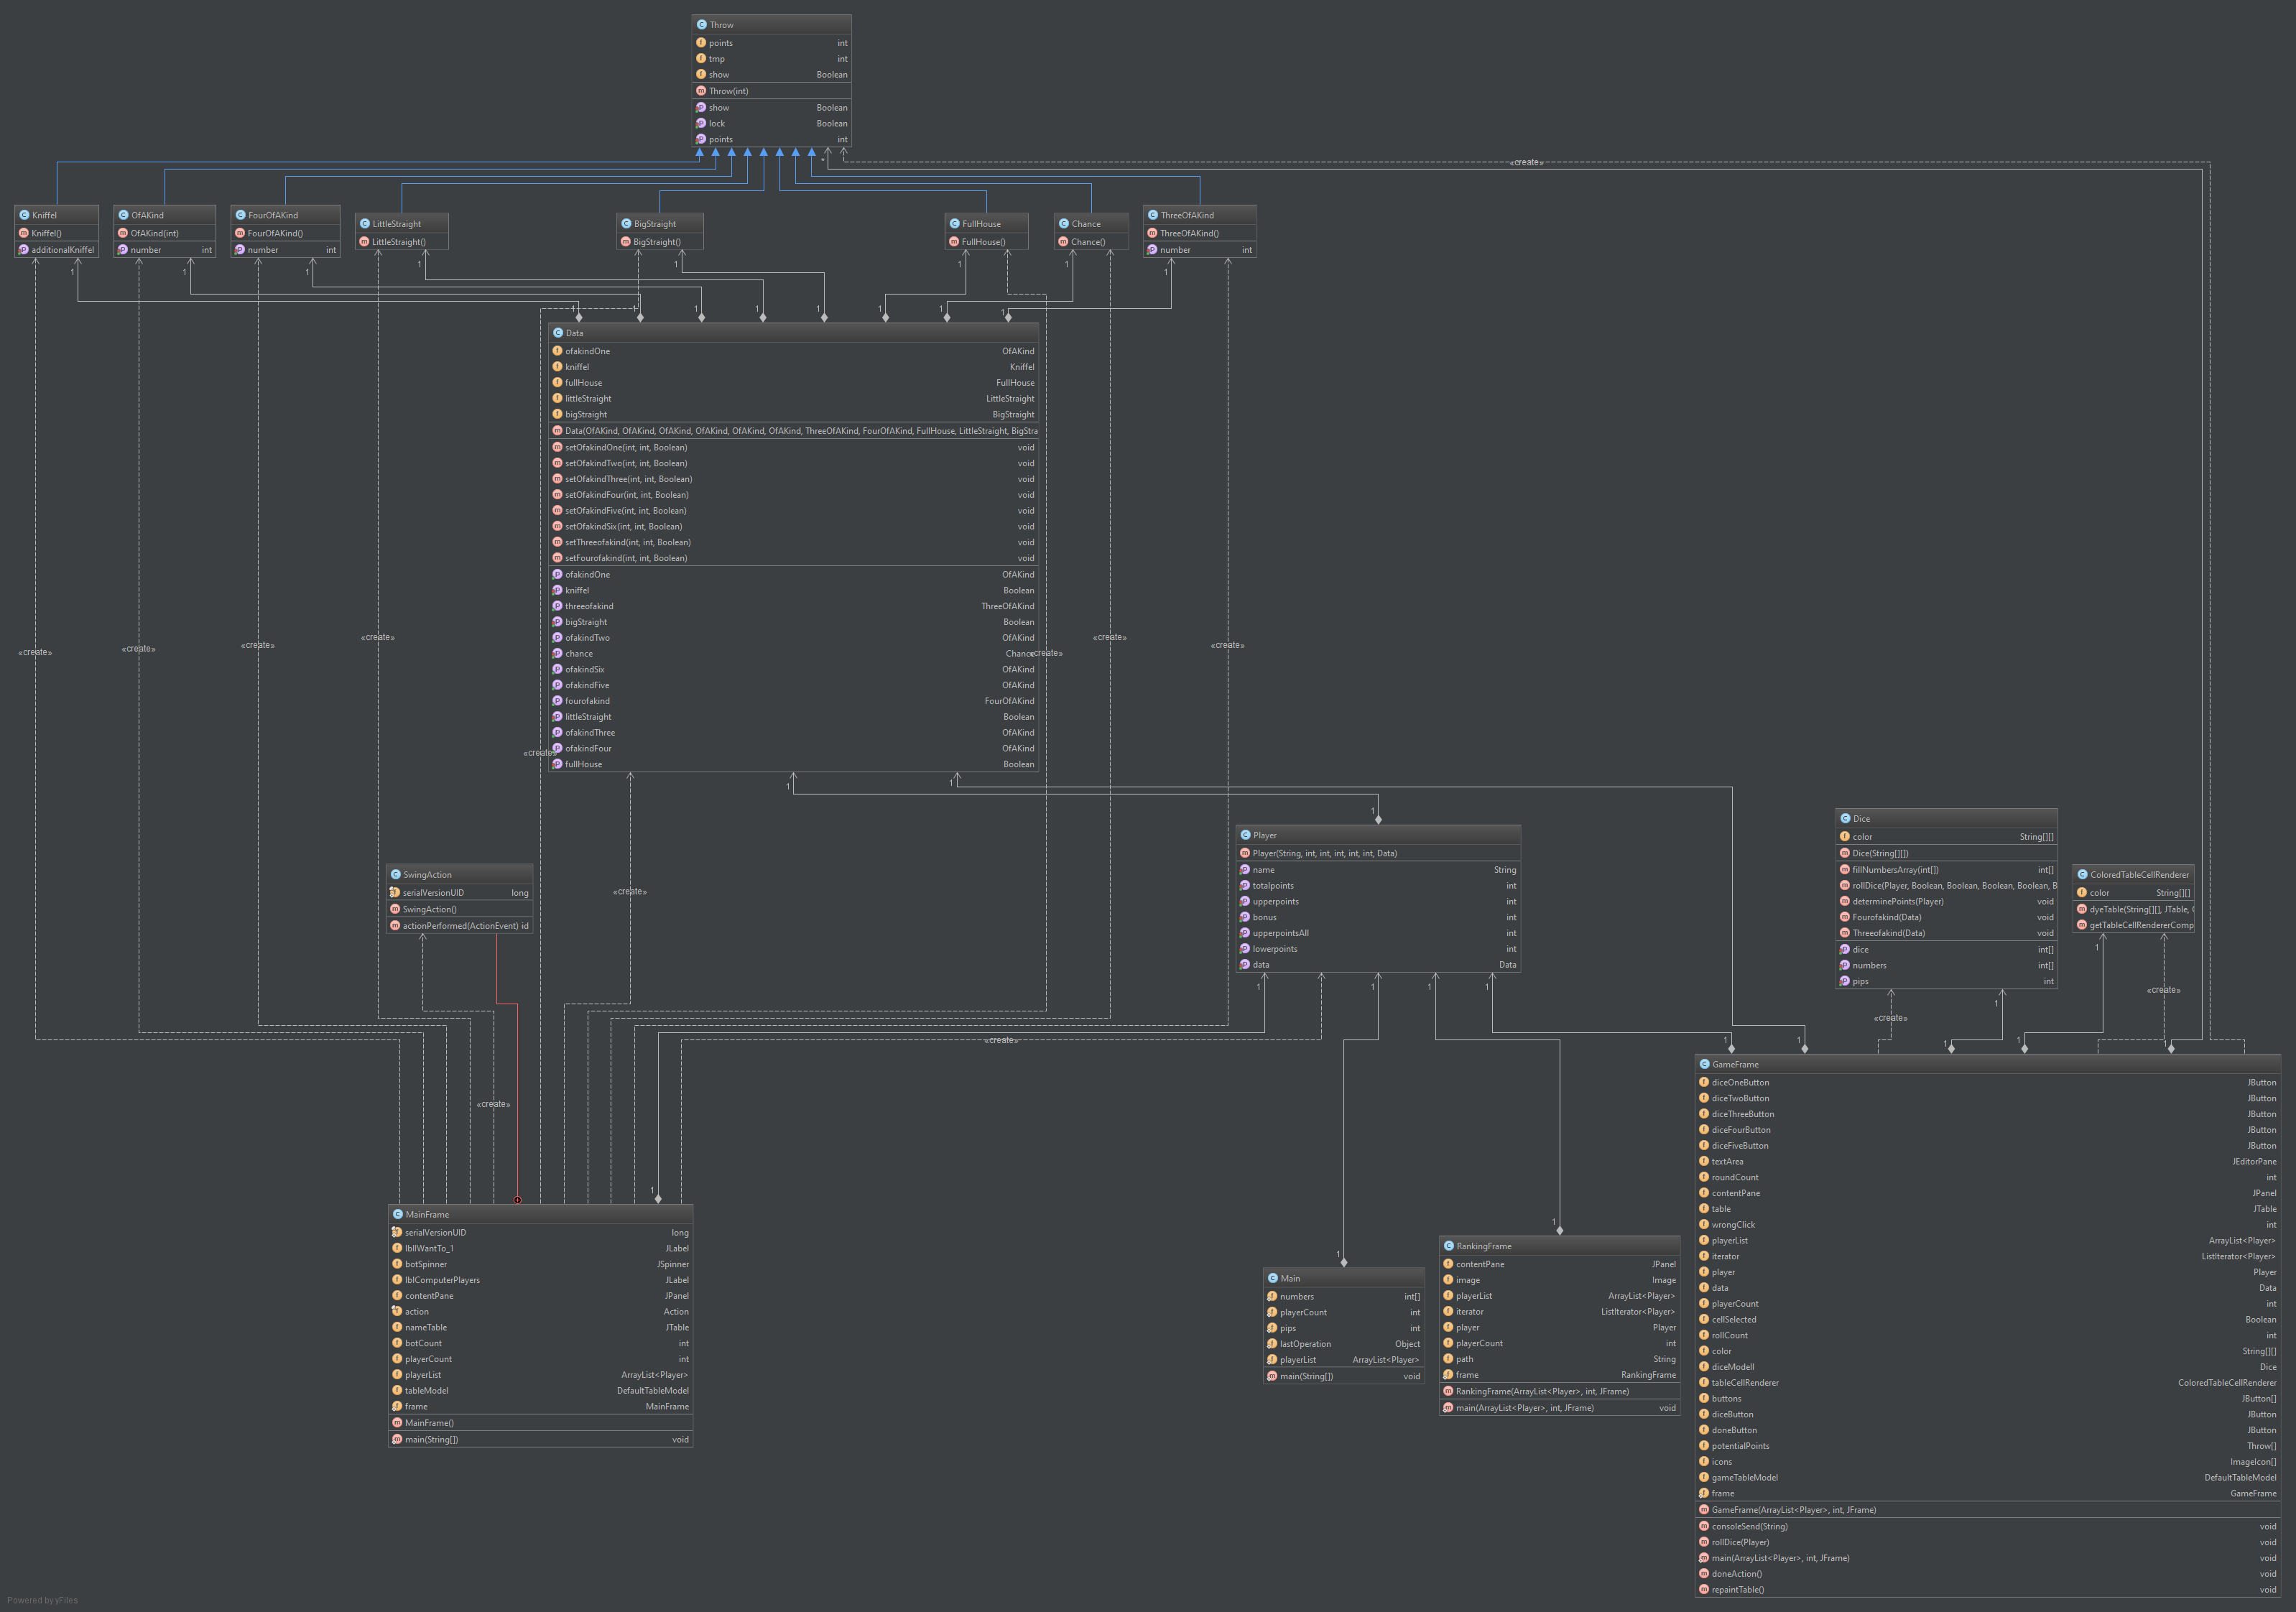 Throw
points int
tmp int
show Boolean
Throw(int)
show Boolean
lock Boolean
points int
*
«create»
Kniffel
Kniffel()
additionalKniffel
OfAKind
OfAKind(int)
number int
FourOfAKind
FourOfAKind()
number int
LittleStraight
LittleStraight()
BigStraight
BigStraight()
FullHouse
FullHouse()
Chance
Chance()
ThreeOfAKind
ThreeOfAKind()
number int
1 1 1 1 1 1 1 1
1 1 1 1 1 1 1 1
Data
ofakindOne OfAKind
kniffel Kniffel
fullHouse FullHouse
littleStraight LittleStraight
bigStraight BigStraight
Data(OfAKind, OfAKind, OfAKind, OfAKind, OfAKind, OfAKind, ThreeOfAKind, FourOfAKind, FullHouse, LittleStraight, BigStra
setOfakindOne(int, int, Boolean) void
setOfakindTwo(int, int, Boolean) void
setOfakindThree(int, int, Boolean) void
setOfakindFour(int, int, Boolean) void
setOfakindFive(int, int, Boolean) void
setOfakindSix(int, int, Boolean) void
setThreeofakind(int, int, Boolean) void
setFourofakind(int, int, Boolean) void
ofakindOne OfAKind
kniffel Boolean
threeofakind ThreeOfAKind
bigStraight Boolean
ofakindTwo OfAKind
chance Chance
ofakindSix OfAKind
ofakindFive OfAKind
fourofakind FourOfAKind
littleStraight Boolean
ofakindThree OfAKind
ofakindFour OfAKind
fullHouse Boolean
«create»
«create»
«create»
«create»
«create»
«create»
«create»
«create»
«create»
1 1
1
Player
Player(String, int, int, int, int, int, Data)
name String
totalpoints int
upperpoints int
bonus int
upperpointsAll int
lowerpoints int
data Data
1 1 1 1
Dice
color String[][]
Dice(String[][])
fillNumbersArray(int[]) int[]
rollDice(Player, Boolean, Boolean, Boolean, Boolean, B
determinePoints(Player) void
Fourofakind(Data) void
Threeofakind(Data) void
dice int[]
numbers int[]
pips int
ColoredTableCellRenderer
color String[][]
dyeTable(String[][], JTable,
getTableCellRendererComp
1
«create»
1
«create»
SwingAction
serialVersionUID long
SwingAction()
actionPerformed(ActionEvent) id
«create»
«create»
1
MainFrame
serialVersionUID long
lblIWantTo_1 JLabel
botSpinner JSpinner
lblComputerPlayers JLabel
contentPane JPanel
action Action
nameTable JTable
botCount int
playerCount int
playerList ArrayList<Player>
tableModel DefaultTableModel
frame MainFrame
MainFrame()
main(String[]) void
1
Main
numbers int[]
playerCount int
pips int
lastOperation Object
playerList ArrayList<Player>
main(String[]) void
1
RankingFrame
contentPane JPanel
image Image
playerList ArrayList<Player>
iterator ListIterator<Player>
player Player
playerCount int
path String
frame RankingFrame
RankingFrame(ArrayList<Player>, int, JFrame)
main(ArrayList<Player>, int, JFrame) void
1 1 1 1 1
GameFrame
diceOneButton JButton
diceTwoButton JButton
diceThreeButton JButton
diceFourButton JButton
diceFiveButton JButton
textArea JEditorPane
roundCount int
contentPane JPanel
table JTable
wrongClick int
playerList ArrayList<Player>
iterator ListIterator<Player>
player Player
data Data
playerCount int
cellSelected Boolean
rollCount int
color String[][]
diceModell Dice
tableCellRenderer ColoredTableCellRenderer
buttons JButton[]
diceButton JButton
doneButton JButton
potentialPoints Throw[]
icons ImageIcon[]
gameTableModel DefaultTableModel
frame GameFrame
GameFrame(ArrayList<Player>, int, JFrame)
consoleSend(String) void
rollDice(Player) void
main(ArrayList<Player>, int, JFrame) void
doneAction() void
repaintTable() void
Powered by yFiles